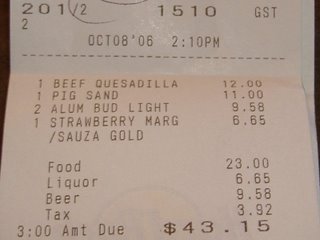 201/2 1510 GST
2
OCT08'06 2:10PM
1 BEEF QUESADILLA 12.00
1 PIG SAND 11.00
2 ALUM BUD LIGHT 9.58
1 STRAWBERRY MARG 6.65
/SAUZA GOLD
Food 23.00
Liquor 6.65
Beer 9.58
Tax 3.92
3:00 Amt Due $43.15